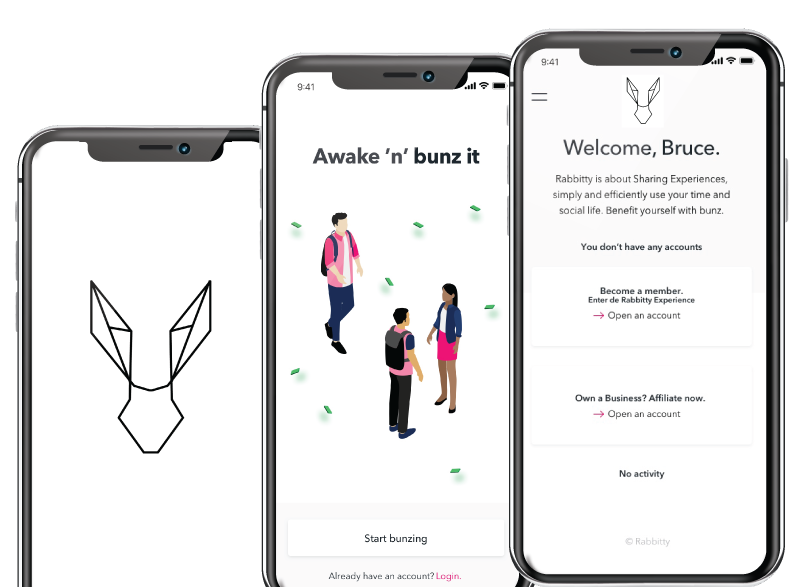 9:41
Awake ’n’ bunz it
Start bunzing
Already have an account? Login.
9:41
Welcome, Bruce.
Rabbitty is about Sharing Experiences,
simply and efficiently use your time and
social life. Benefit yourself with bunz.
You don’t have any accounts
Become a member.
Enter de Rabbitty Experience
→ Open an account
Own a Business? Affiliate now.
→ Open an account
No activity
© Rabbitty